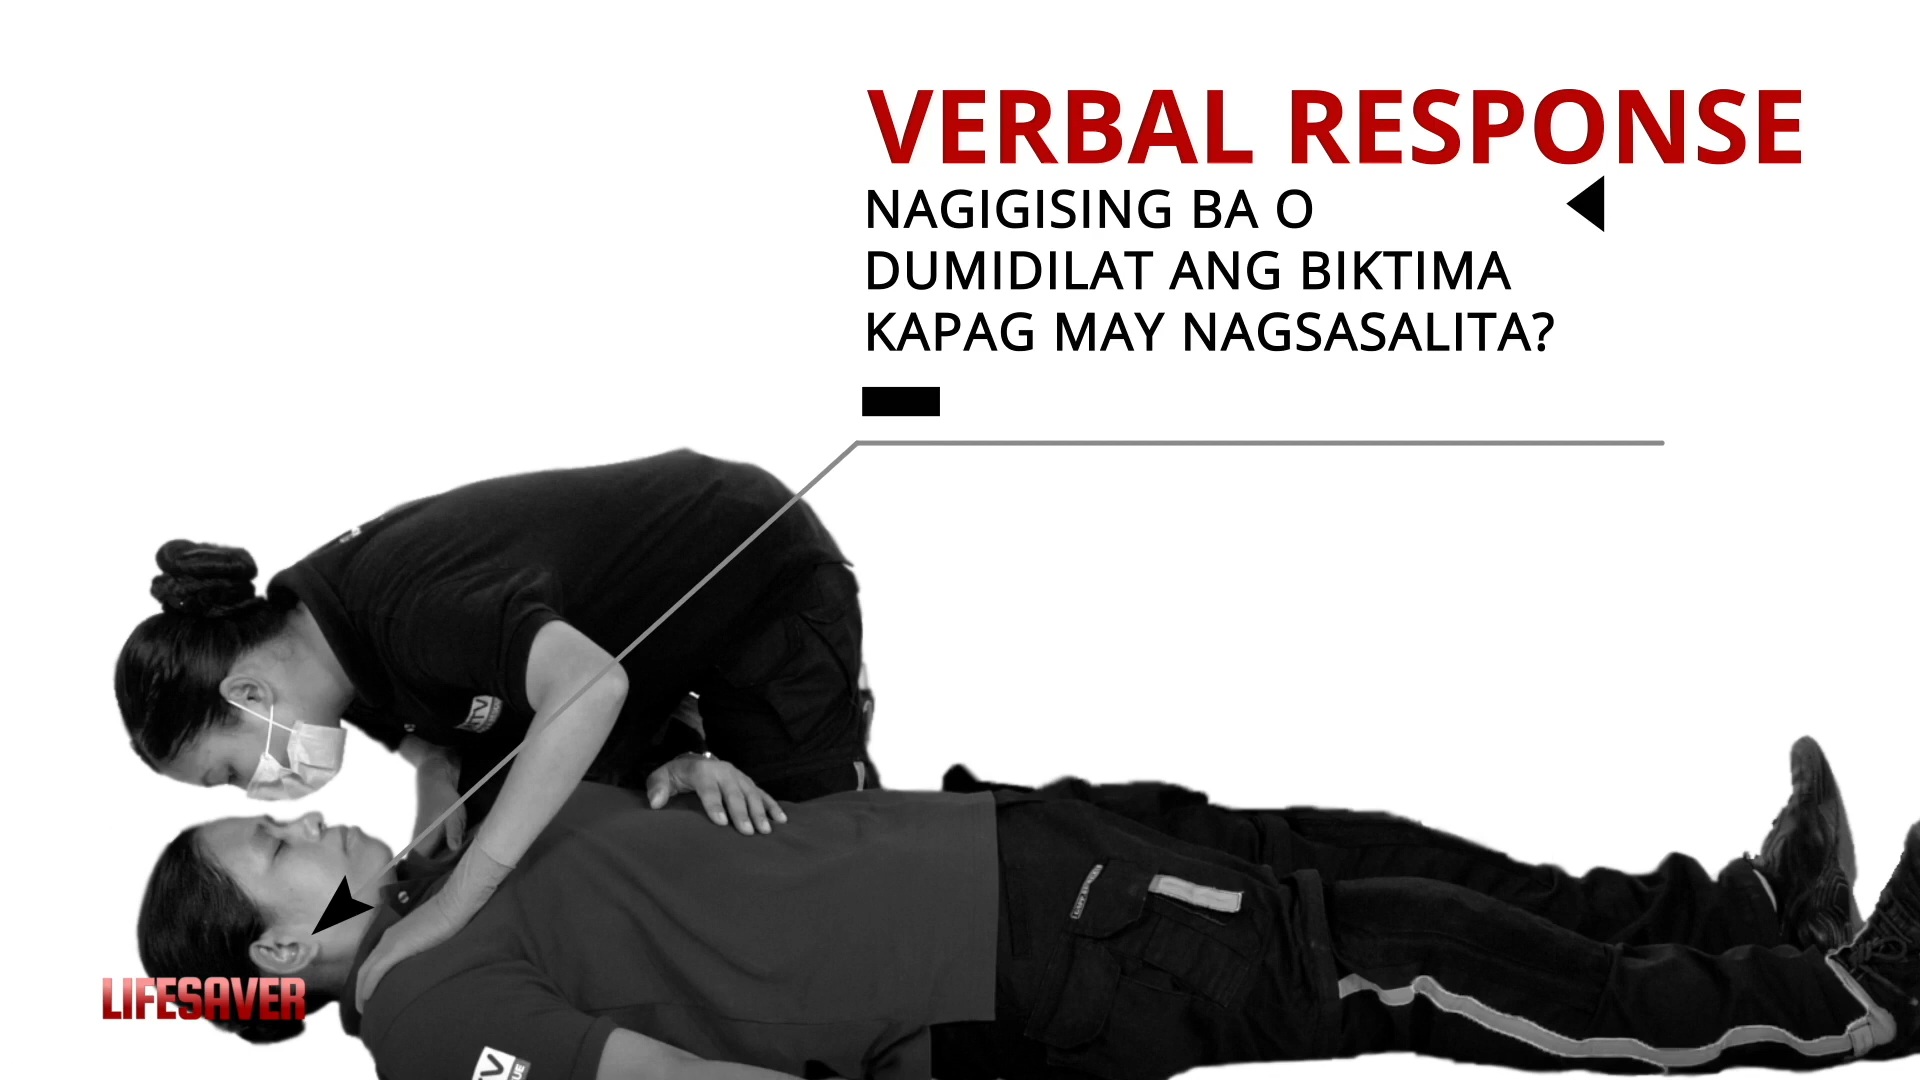 VERBAL RESPONSE
NAGIGISING BA O
DUMIDILAT ANG BIKTIMA
KAPAG MAY NAGSASALITA?
LIFESAVER